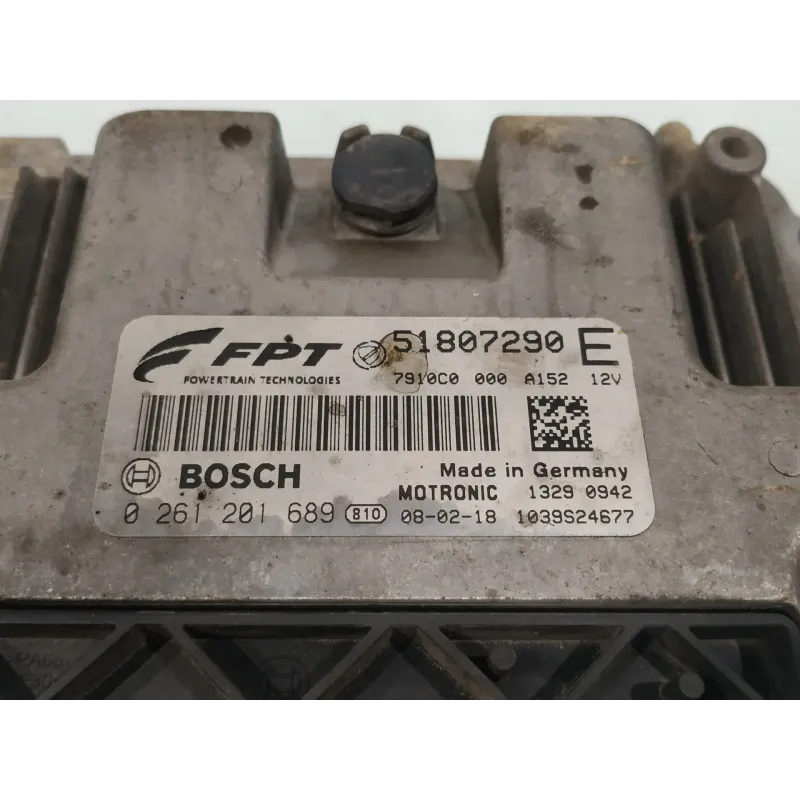 FPT 51807290 E
POWERTRAIN TECHNOLOGIES 7910C0 000 A152 12V
BOSCH Made in Germany
MOTRONIC 1329 0942
0 261 201 689 810 08-02-18 1039S24677